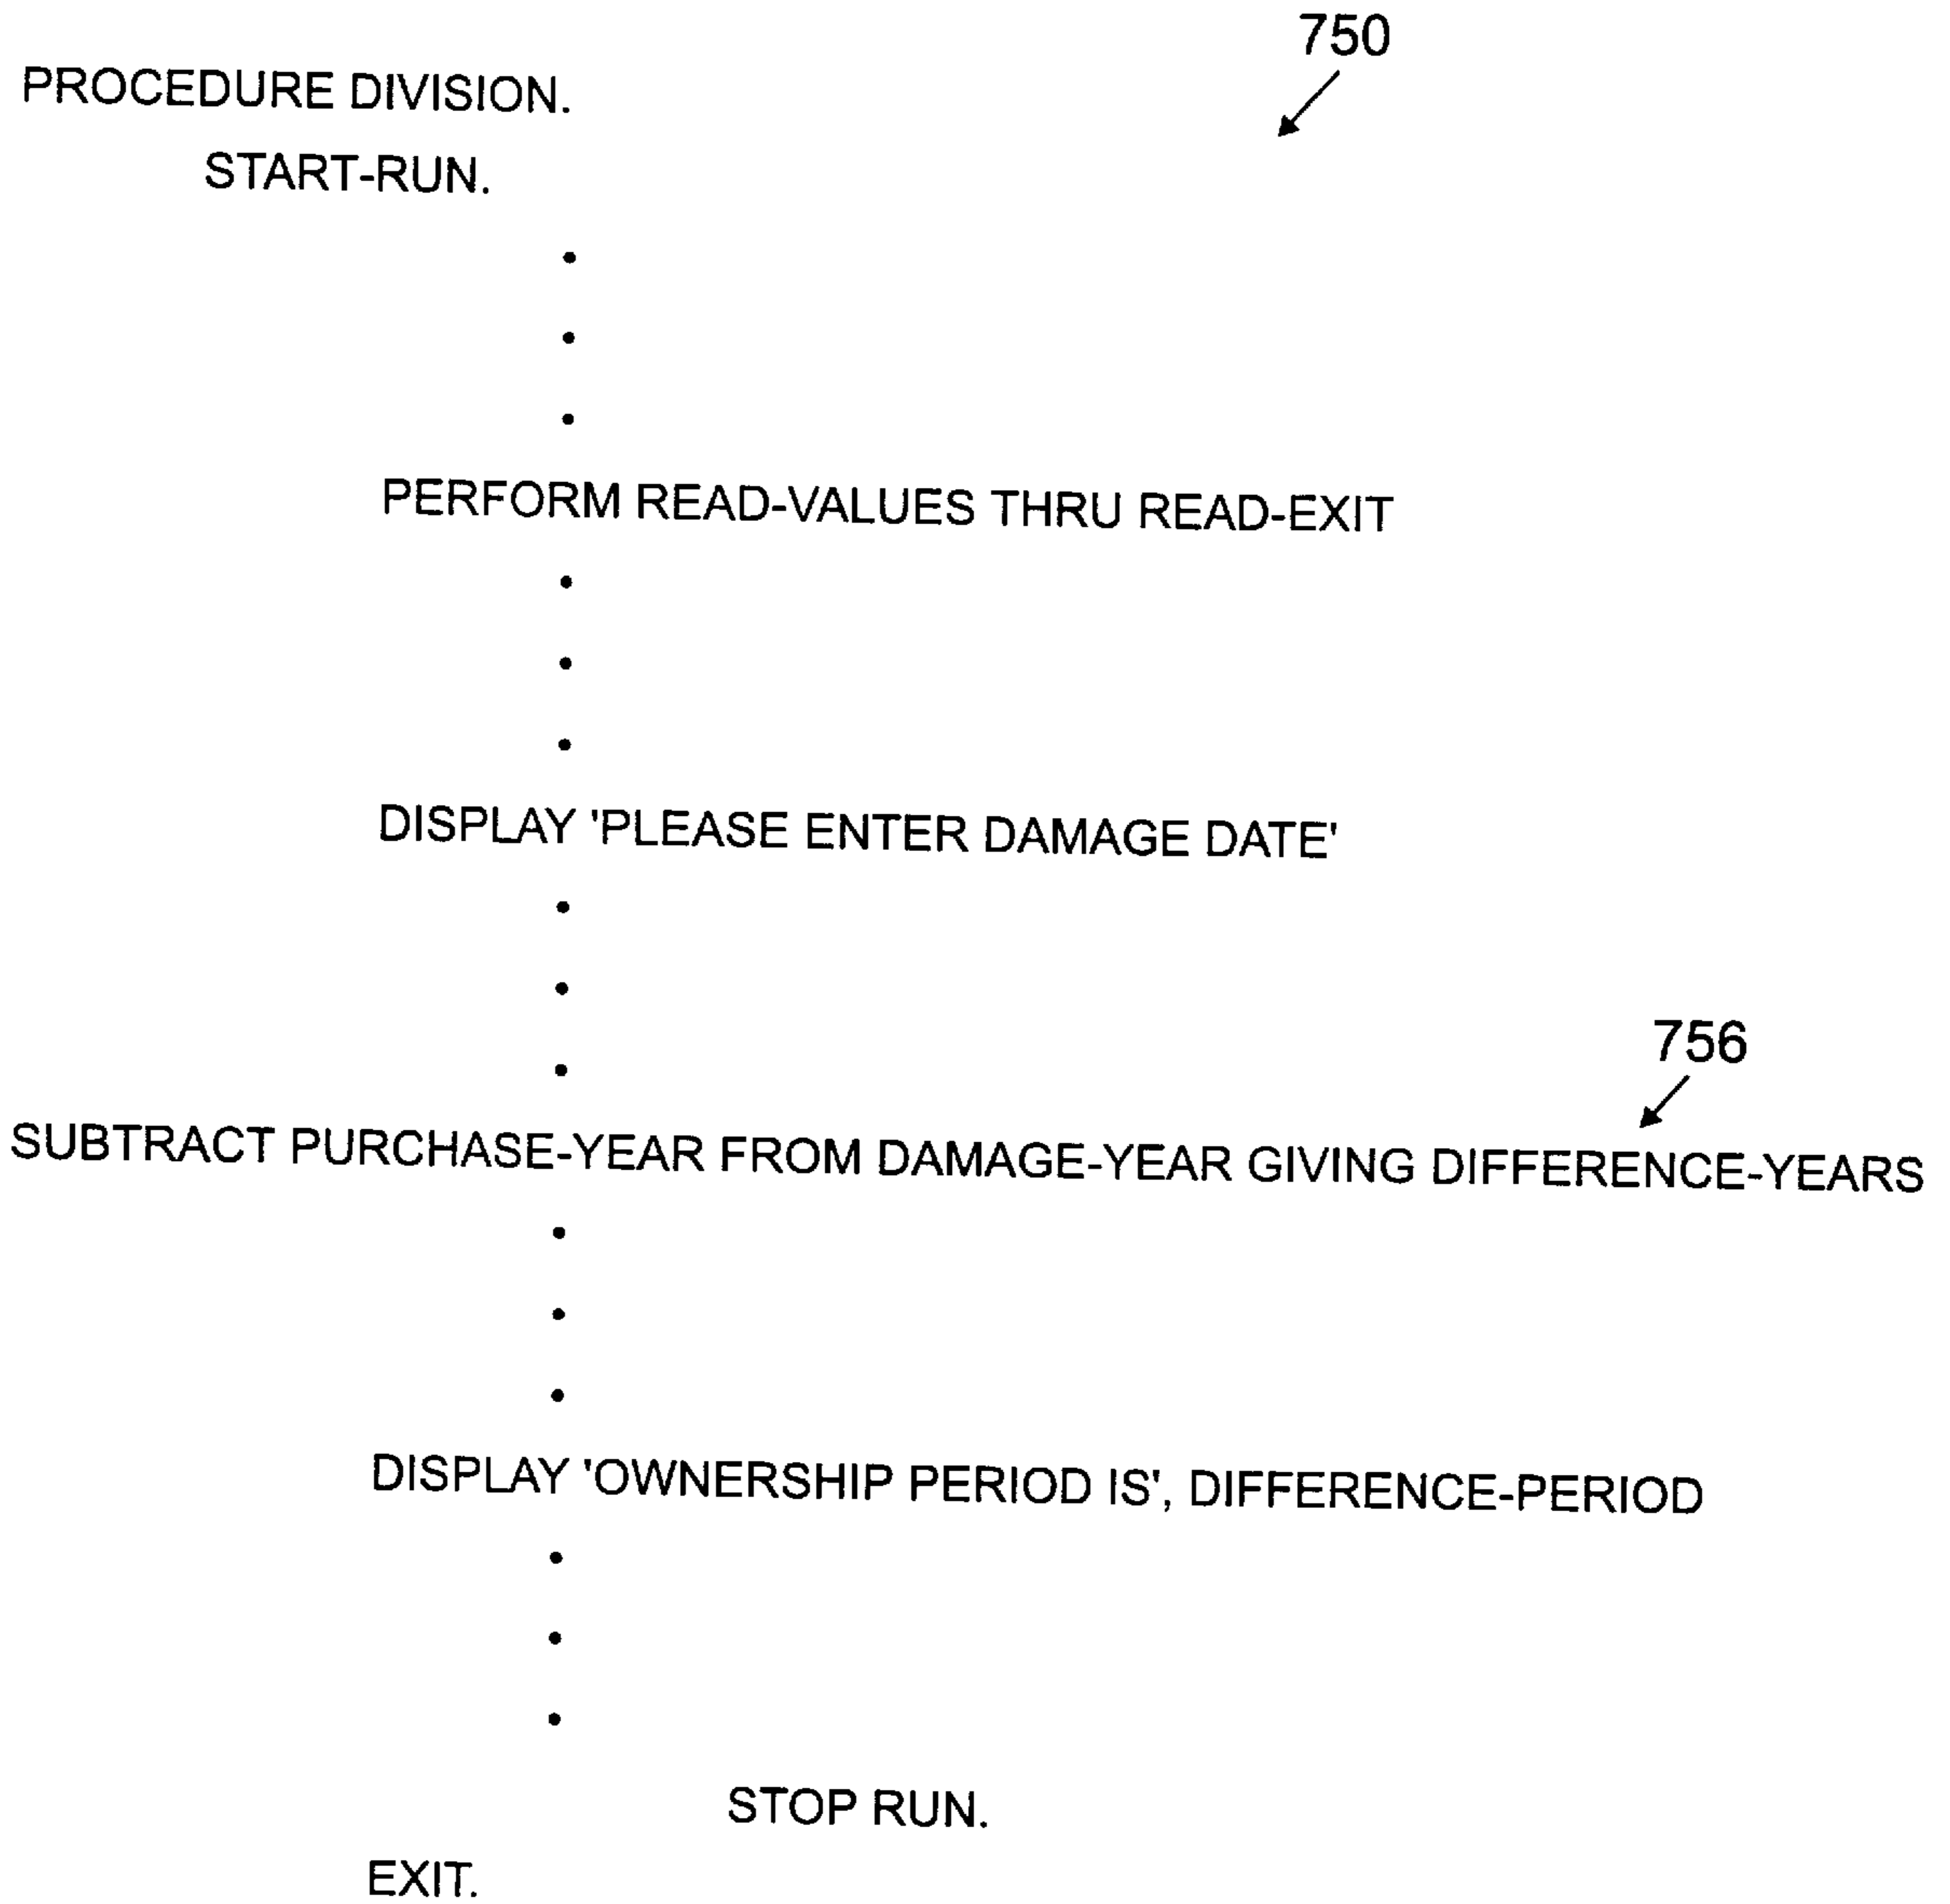 750
PROCEDURE DIVISION.
START-RUN.
.
.
.
PERFORM READ-VALUES THRU READ-EXIT
.
.
.
DISPLAY 'PLEASE ENTER DAMAGE DATE'
.
.
.
756
SUBTRACT PURCHASE-YEAR FROM DAMAGE-YEAR GIVING DIFFERENCE-YEARS
.
.
.
DISPLAY 'OWNERSHIP PERIOD IS', DIFFERENCE-PERIOD
.
.
.
STOP RUN.
EXIT.